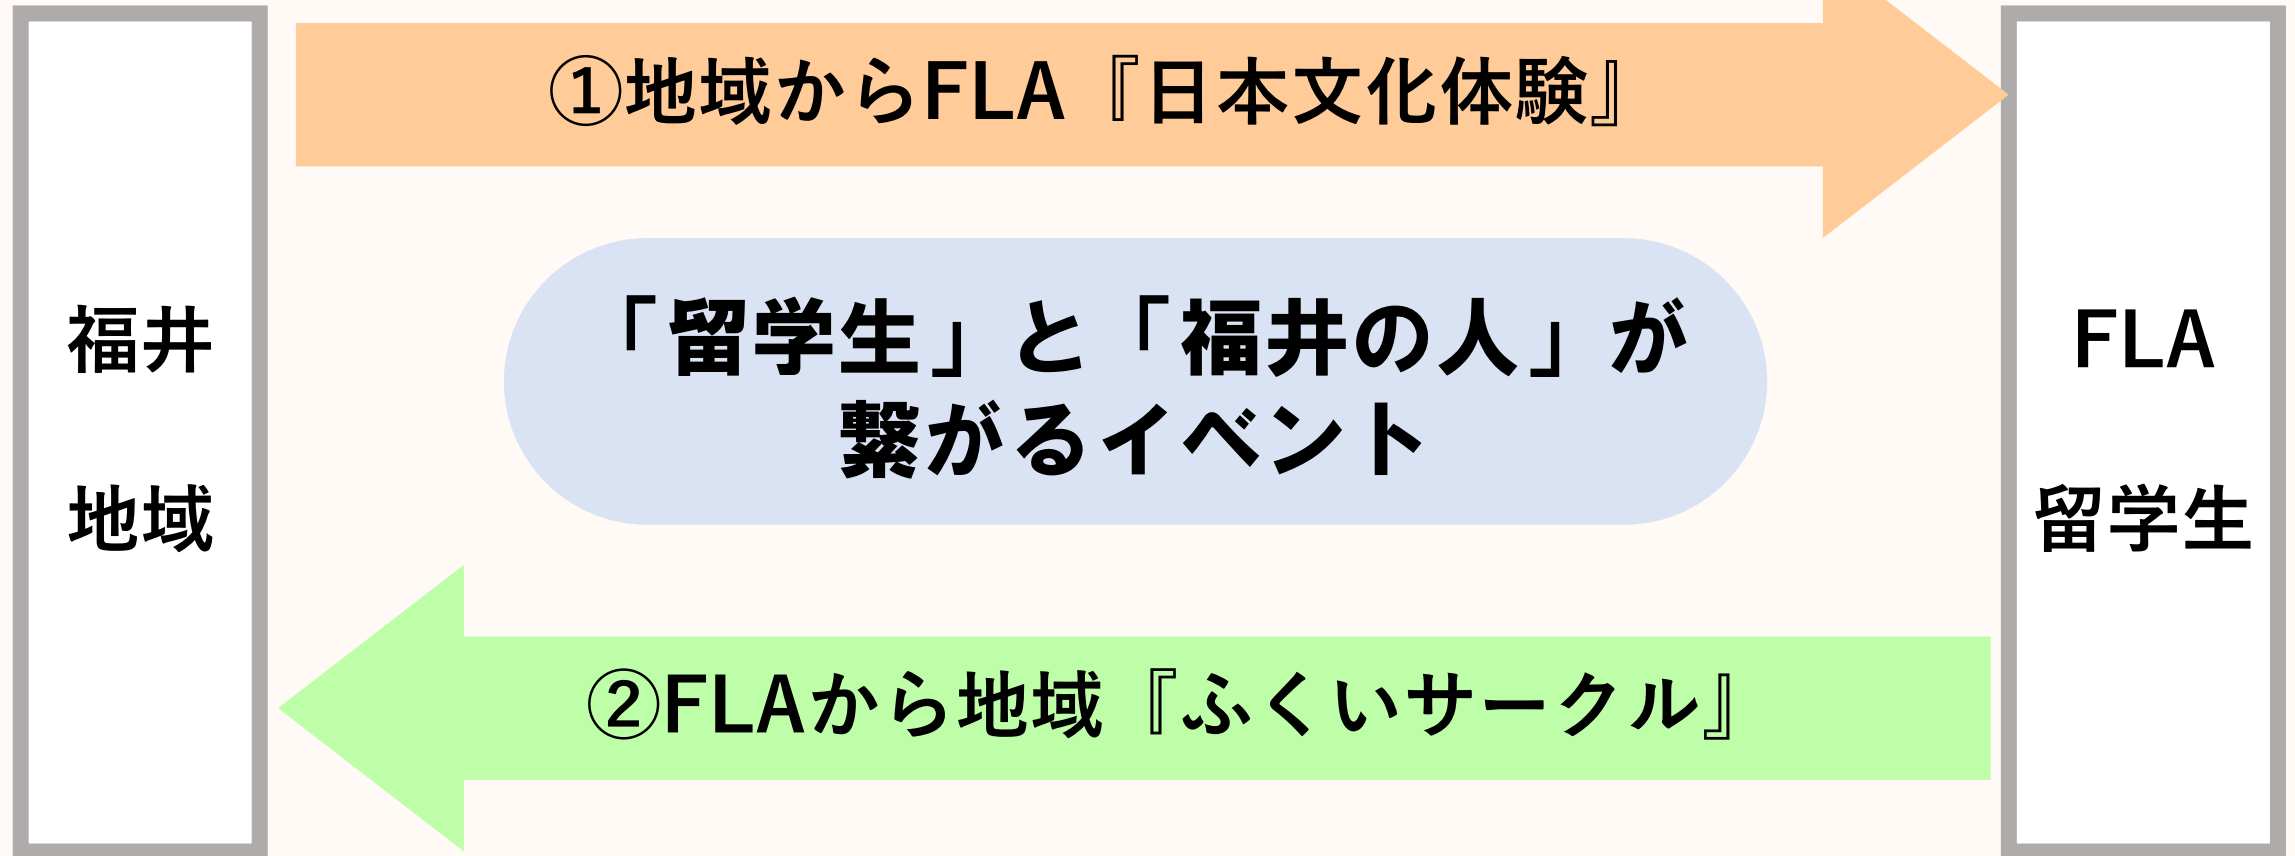 ①地域からFLA『日本文化体験』
福井
地域
「留学生」と「福井の人」が
繋がるイベント
FLA
留学生
②FLAから地域『ふくいサークル』